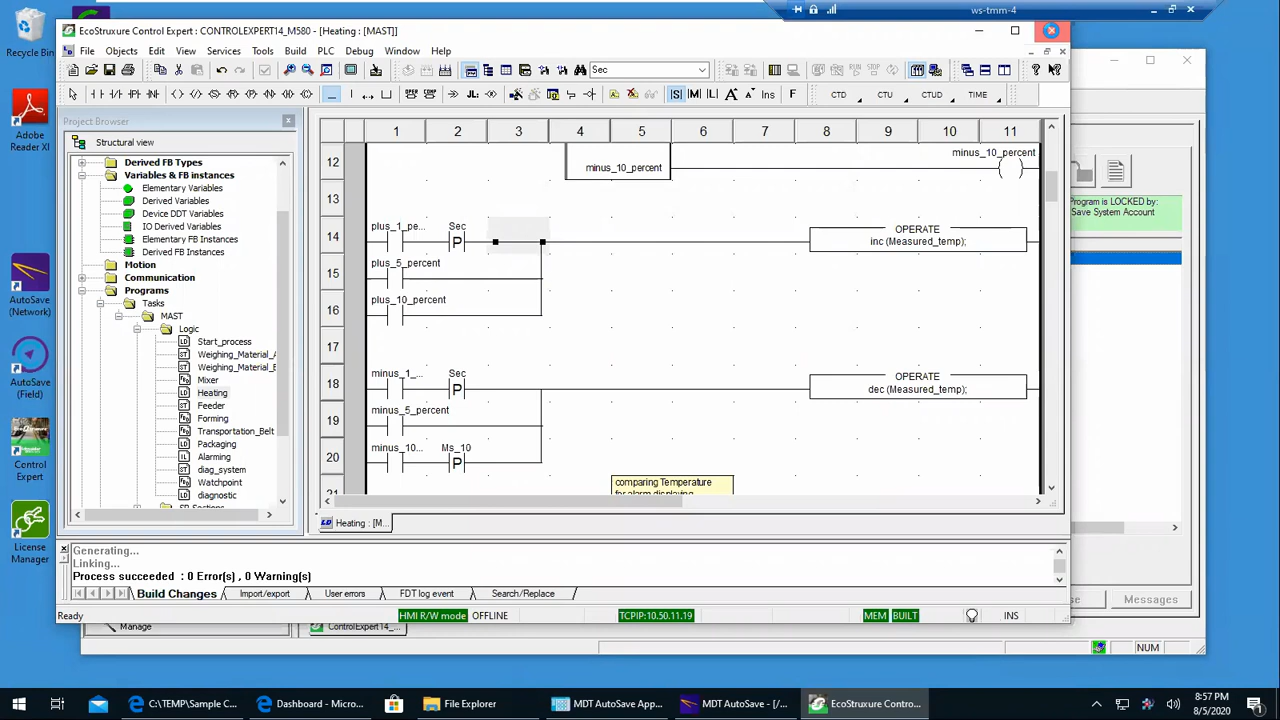 ws-tmm-4
EcoStruxure Control Expert : CONTROLEXPERT14_M580 - [Heating : [MAST]]
File Objects Edit View Services Tools Build PLC Debug Window Help
Sec
CTD CTU CTUD TIME
Project Browser
Structural view
Derived FB Types
Variables & FB instances
Elementary Variables
Derived Variables
Device DDT Variables
IO Derived Variables
Elementary FB Instances
Derived FB Instances
Motion
Communication
Programs
Tasks
MAST
Logic
Start_process
Weighing_Material_
Weighing_Material_
Mixer
Heating
Feeder
Forming
Transportation_Belt
Packaging
Alarming
diag_system
Watchpoint
diagnostic
1 2 3 4 5 6 7 8 9 10 11
12
minus_10_percent
minus_10_percent
13
14
plus_1_pe... Sec
OPERATE
inc (Measured_temp);
15
plus_5_percent
16
plus_10_percent
17
18
minus_1_... Sec
OPERATE
dec (Measured_temp);
19
minus_5_percent
20
minus_10... Ms_10
comparing Temperature
for alarm displaying
Heating : [M...
Generating...
Linking...
Process succeeded : 0 Error(s) , 0 Warning(s)
Build Changes Import/export User errors FDT log event Search/Replace
Ready HMI R/W mode OFFLINE TCPIP:10.50.11.19 MEM BUILT INS
Manage ControlExpert14_...
Program is LOCKED by:
Save System Account
Messages
NUM
Recycle Bin
Adobe
Reader XI
AutoSave
(Network)
AutoSave
(Field)
Control
Expert
License
Manager
C:\TEMP\Sample C... Dashboard - Micros... File Explorer MDT AutoSave App... MDT AutoSave - [/... EcoStruxure Contro...
8:57 PM
8/5/2020